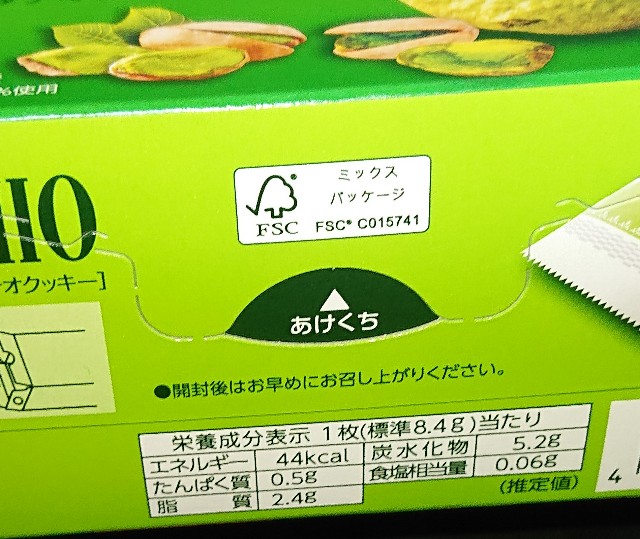 %使用
ミックス
パッケージ
FSC® C015741
FSC
IIO
オクッキー]
あけくち
●開封後はお早めにお召し上がりください。
栄養成分表示 1枚(標準8.4g)当たり
エネルギー 44kcal 炭水化物 5.2g
たんぱく質 0.5g 食塩相当量 0.06g
脂質 2.4g
(推定値)
4